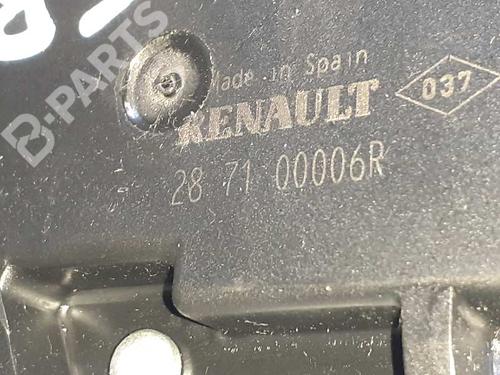 Made in Spain
RENAULT
037
28 71 00006R
B-PARTS